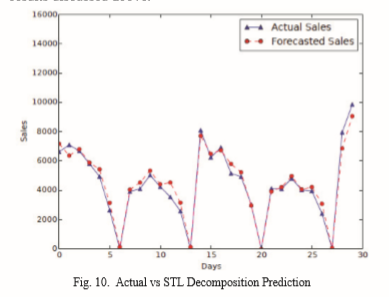 16000
14000
12000
10000
8000
6000
4000
2000
0
Sales
Actual Sales
Forecasted Sales
0 5 10 15 20 25 30
Days
Fig. 10. Actual vs STL Decomposition Prediction